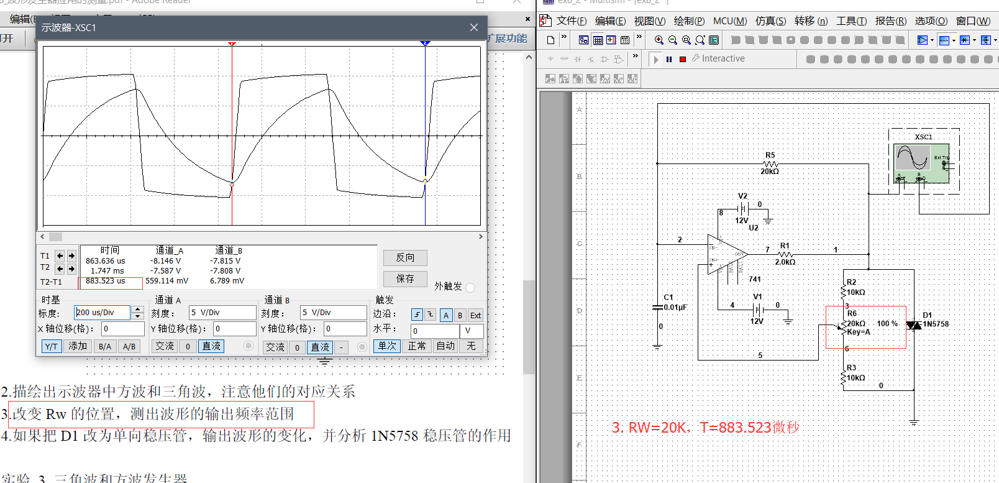 8_波形发生器应用的测量.pdf - Adobe Reader
编辑(E
打开
扩展功能
示波器-XSC1
时间 通道_A 通道_B
T1 863.636 us -8.146 V -7.815 V
T2 1.747 ms -7.587 V -7.808 V
T2-T1 883.523 us 559.114 mV 6.789 mV
反向
保存
外触发
时基
标度: 200 us/Div
X 轴位移(格): 0
Y/T 添加 B/A A/B
通道 A
刻度: 5 V/Div
Y 轴位移(格): 0
交流 0 直流
通道 B
刻度: 5 V/Div
Y 轴位移(格): 0
交流 0 直流 -
触发
边沿: A B Ext
水平: 0 V
单次 正常 自动 无
2.描绘出示波器中方波和三角波，注意他们的对应关系
3.改变 Rw 的位置，测出波形的输出频率范围
4.如果把 D1 改为单向稳压管，输出波形的变化，并分析 1N5758 稳压管的作用
实验 3 三角波和方波发生器
ex8_2 - Multisim - [ex8_2 *]
文件(F) 编辑(E) 视图(V) 绘制(P) MCU(M) 仿真(S) 转移 (n) 工具(T) 报告(R) 选项(O) 窗口(W)
Interactive
A
B
C
D
E
F
XSC1
Ext Trig
A B
R5
20kΩ
V2
0
8
12V
U2
2
IN-
IN+
OUT
BAL1
7
R1
2.0kΩ
1
741
R2
10kΩ
3
V1
4
0
12V
C1
0.01μF
0
R6
20kΩ
100 %
Key=A
6
D1
1N5758
5
R3
10kΩ
0
3. RW=20K，T=883.523微秒